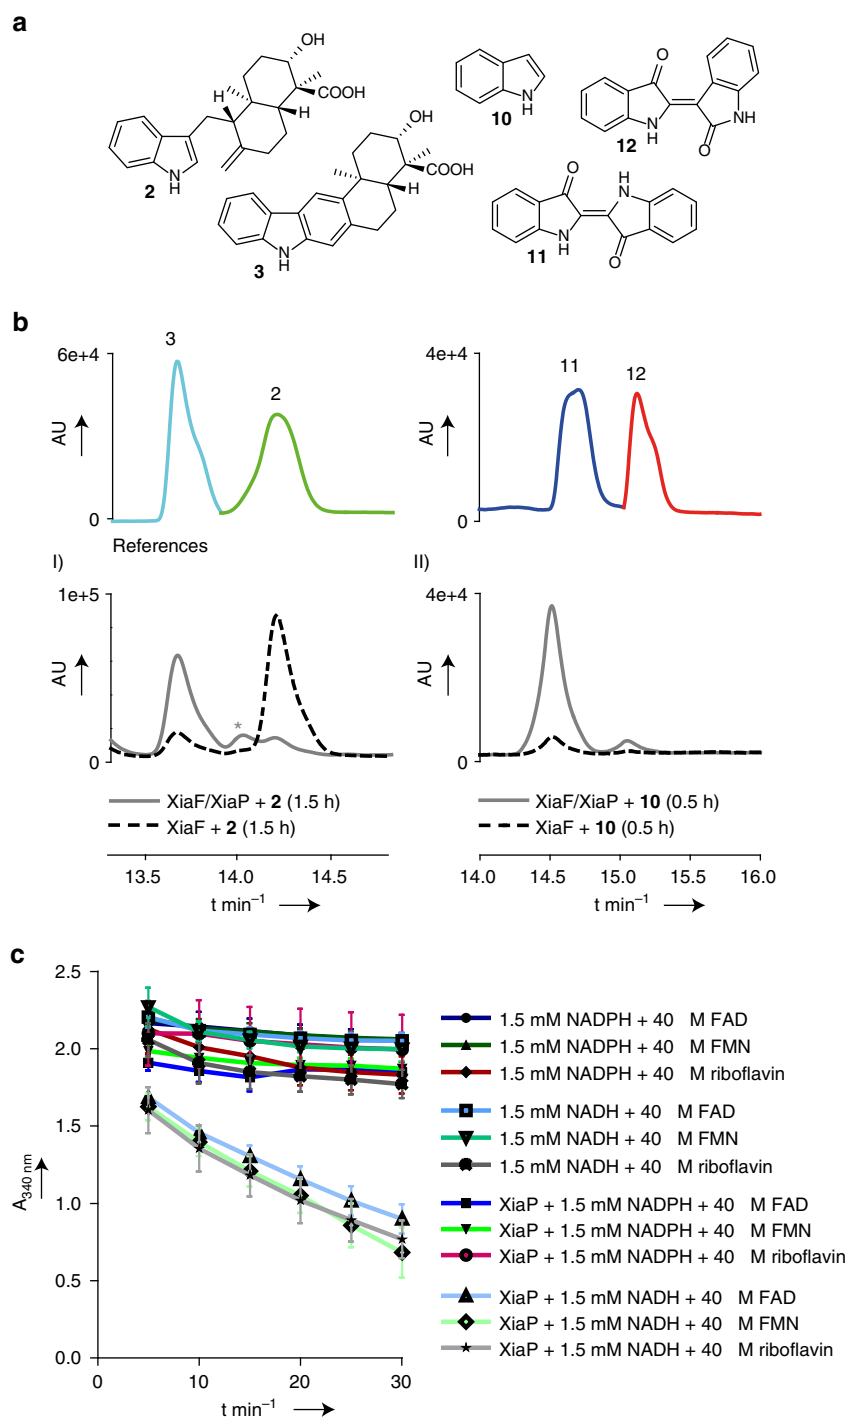 a
OH
H
COOH
H
N
H
2
OH
COOH
H
N
H
3
N
H
10
O
N
H
NH
O
12
O
H
N
N
H
O
11
b
3
6e+4
2
AU
0
References
11
12
4e+4
AU
0
I)
1e+5
AU
*
0
XiaF/XiaP + 2 (1.5 h)
XiaF + 2 (1.5 h)
13.5 14.0 14.5
t min–1
II)
4e+4
AU
0
XiaF/XiaP + 10 (0.5 h)
XiaF + 10 (0.5 h)
14.0 14.5 15.0 15.5 16.0
t min–1
c
2.5
2.0
1.5
1.0
0.5
0.0
A340 nm
0 10 20 30
t min–1
1.5 mM NADPH + 40 M FAD
1.5 mM NADPH + 40 M FMN
1.5 mM NADPH + 40 M riboflavin
1.5 mM NADH + 40 M FAD
1.5 mM NADH + 40 M FMN
1.5 mM NADH + 40 M riboflavin
XiaP + 1.5 mM NADPH + 40 M FAD
XiaP + 1.5 mM NADPH + 40 M FMN
XiaP + 1.5 mM NADPH + 40 M riboflavin
XiaP + 1.5 mM NADH + 40 M FAD
XiaP + 1.5 mM NADH + 40 M FMN
XiaP + 1.5 mM NADH + 40 M riboflavin